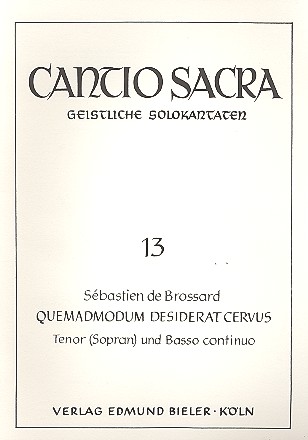 CANTIO SACRA
GEISTLICHE SOLOKANTATEN
13
Sébastien de Brossard
QUEMADMODUM DESIDERAT CERVUS
Tenor (Sopran) und Basso continuo
VERLAG EDMUND BIELER · KÖLN